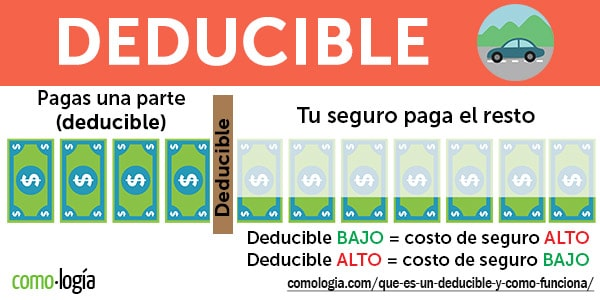 DEDUCIBLE
Pagas una parte
(deducible)
Deducible
Tu seguro paga el resto
Deducible BAJO = costo de seguro ALTO
Deducible ALTO = costo de seguro BAJO
como·logía
comologia.com/que-es-un-deducible-y-como-funciona/